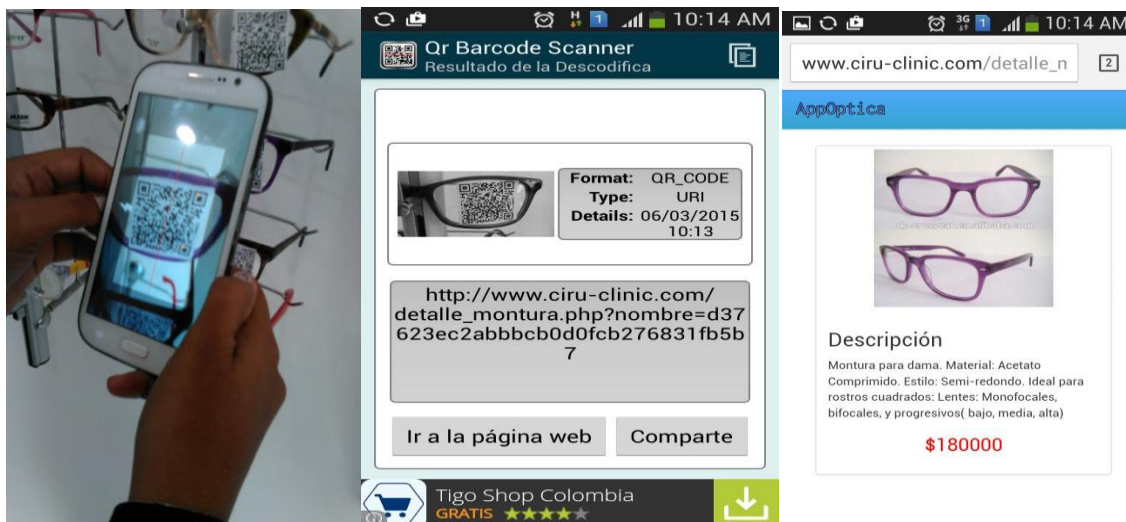 10:14 AM
Qr Barcode Scanner
Resultado de la Descodifica
Format: QR_CODE
Type: URI
Details: 06/03/2015
10:13
http://www.ciru-clinic.com/
detalle_montura.php?nombre=d37
623ec2abbbcb0d0fcb276831fb5b
7
Ir a la página web
Comparte
Tigo Shop Colombia
GRATIS
3G
1
10:14 AM
www.ciru-clinic.com/detalle_n
2
AppOptica
Descripción
Montura para dama. Material: Acetato
Comprimido. Estilo: Semi-redondo. Ideal para
rostros cuadrados: Lentes: Monofocales,
bifocales, y progresivos( bajo, media, alta)
$180000